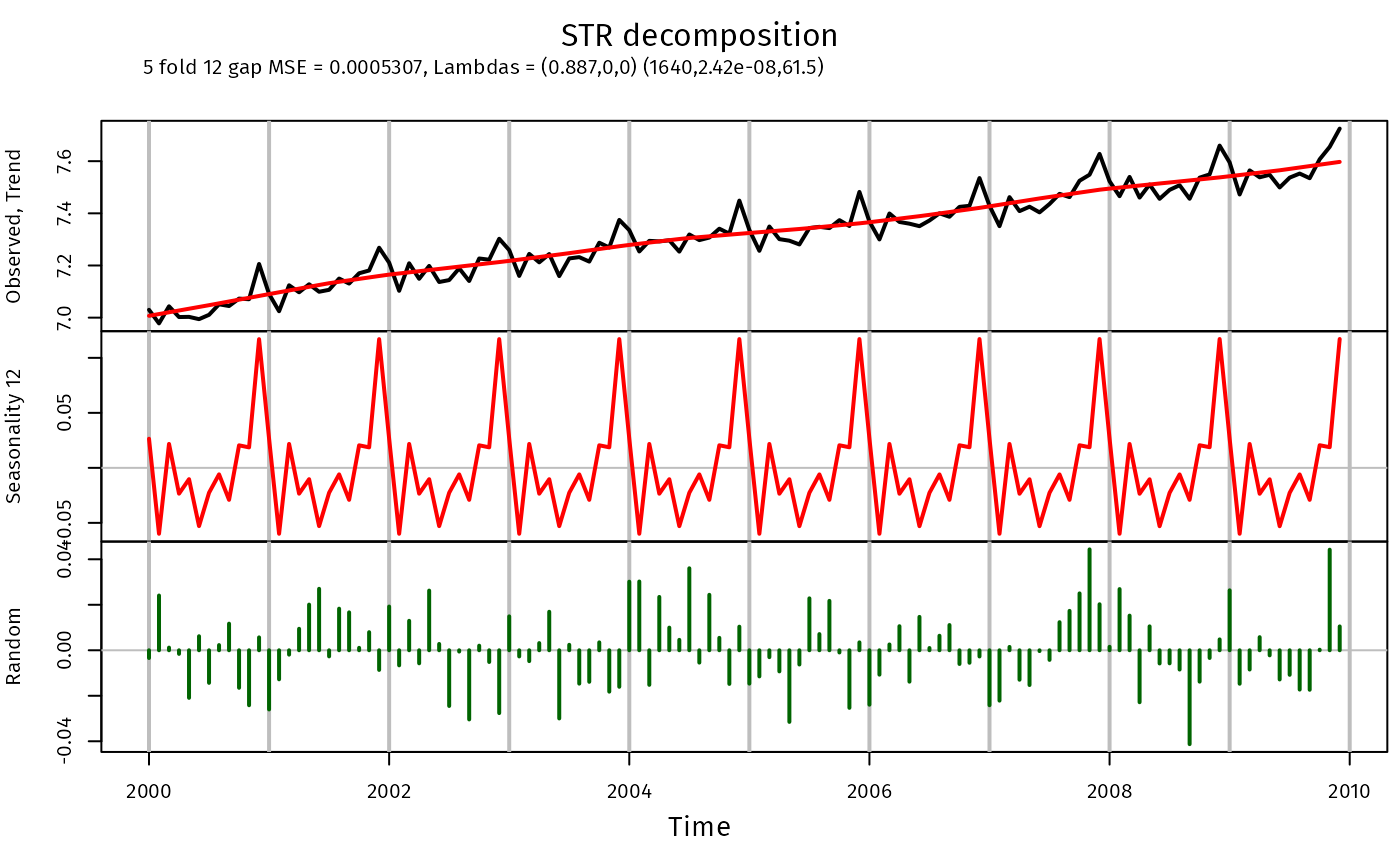 STR decomposition
5 fold 12 gap MSE = 0.0005307, Lambdas = (0.887,0,0) (1640,2.42e-08,61.5)
Observed, Trend
7.6
7.4
7.2
7.0
Seasonality 12
0.05
-0.05
Random
0.04
0.00
-0.04
2000 2002 2004 2006 2008 2010
Time